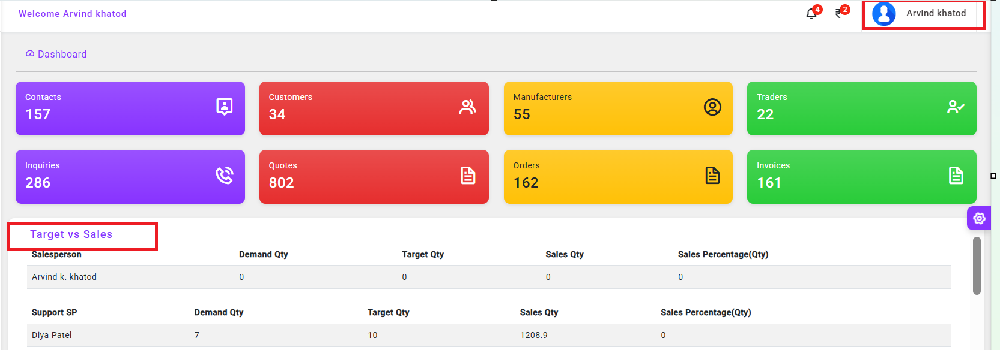 Welcome Arvind khatod
4
₹ 2
Arvind khatod
Dashboard
Contacts
157
Customers
34
Manufacturers
55
Traders
22
Inquiries
286
Quotes
802
Orders
162
Invoices
161
Target vs Sales
Salesperson Demand Qty Target Qty Sales Qty Sales Percentage(Qty)
Arvind k. khatod 0 0 0 0
Support SP Demand Qty Target Qty Sales Qty Sales Percentage(Qty)
Diya Patel 7 10 1208.9 0